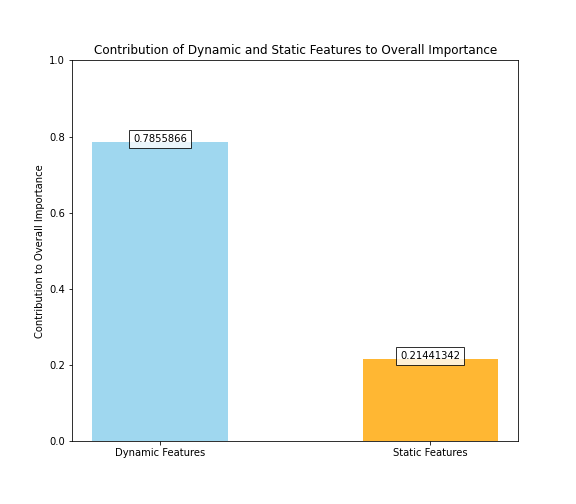 Contribution of Dynamic and Static Features to Overall Importance
1.0
0.8
0.6
0.4
0.2
0.0
Contribution to Overall Importance
0.7855866
0.21441342
Dynamic Features
Static Features